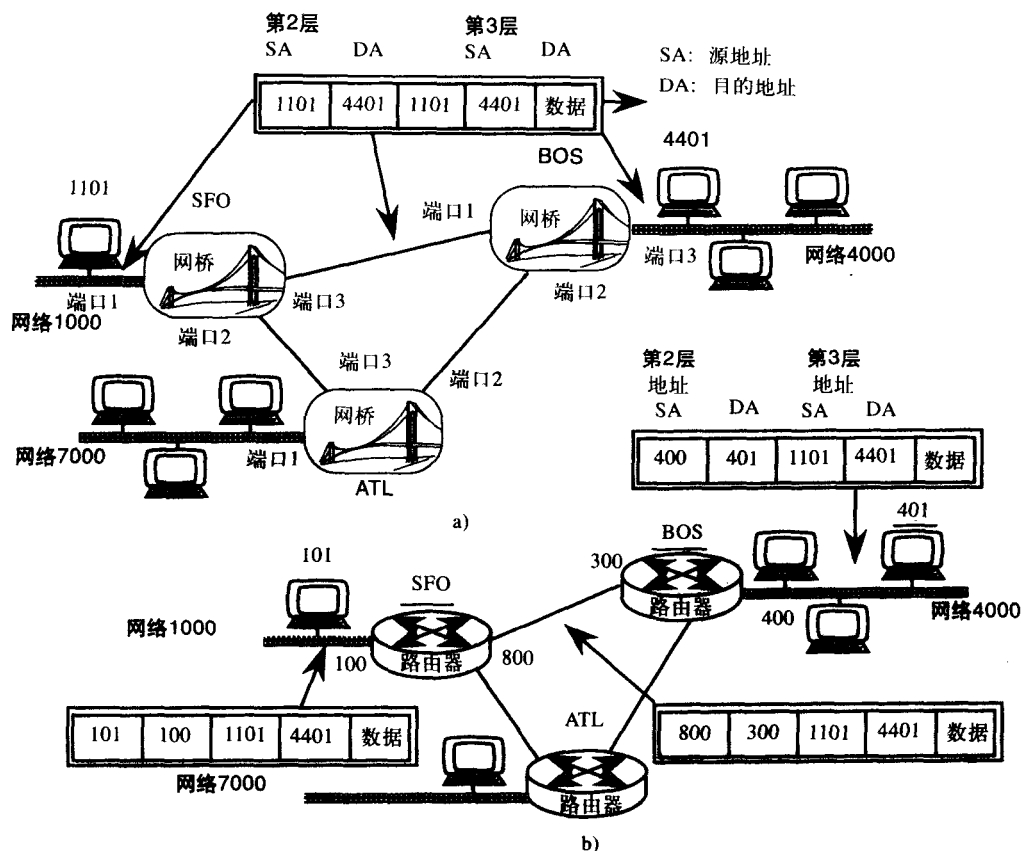 第2层 第3层
SA DA SA DA
SA: 源地址
DA: 目的地址
1101 4401 1101 4401 数据
BOS
4401
1101
SFO
端口1
网桥
网桥
端口3
网络4000
端口1
端口3
端口2
网络1000
端口2
端口3
端口2
网桥
网络7000
端口1
ATL
a)
第2层 第3层
地址 地址
SA DA SA DA
400 401 1101 4401 数据
401
BOS
101
SFO
300
路由器
400
网络4000
网络1000
100
路由器
800
ATL
101 100 1101 4401 数据
800 300 1101 4401 数据
网络7000
路由器
b)